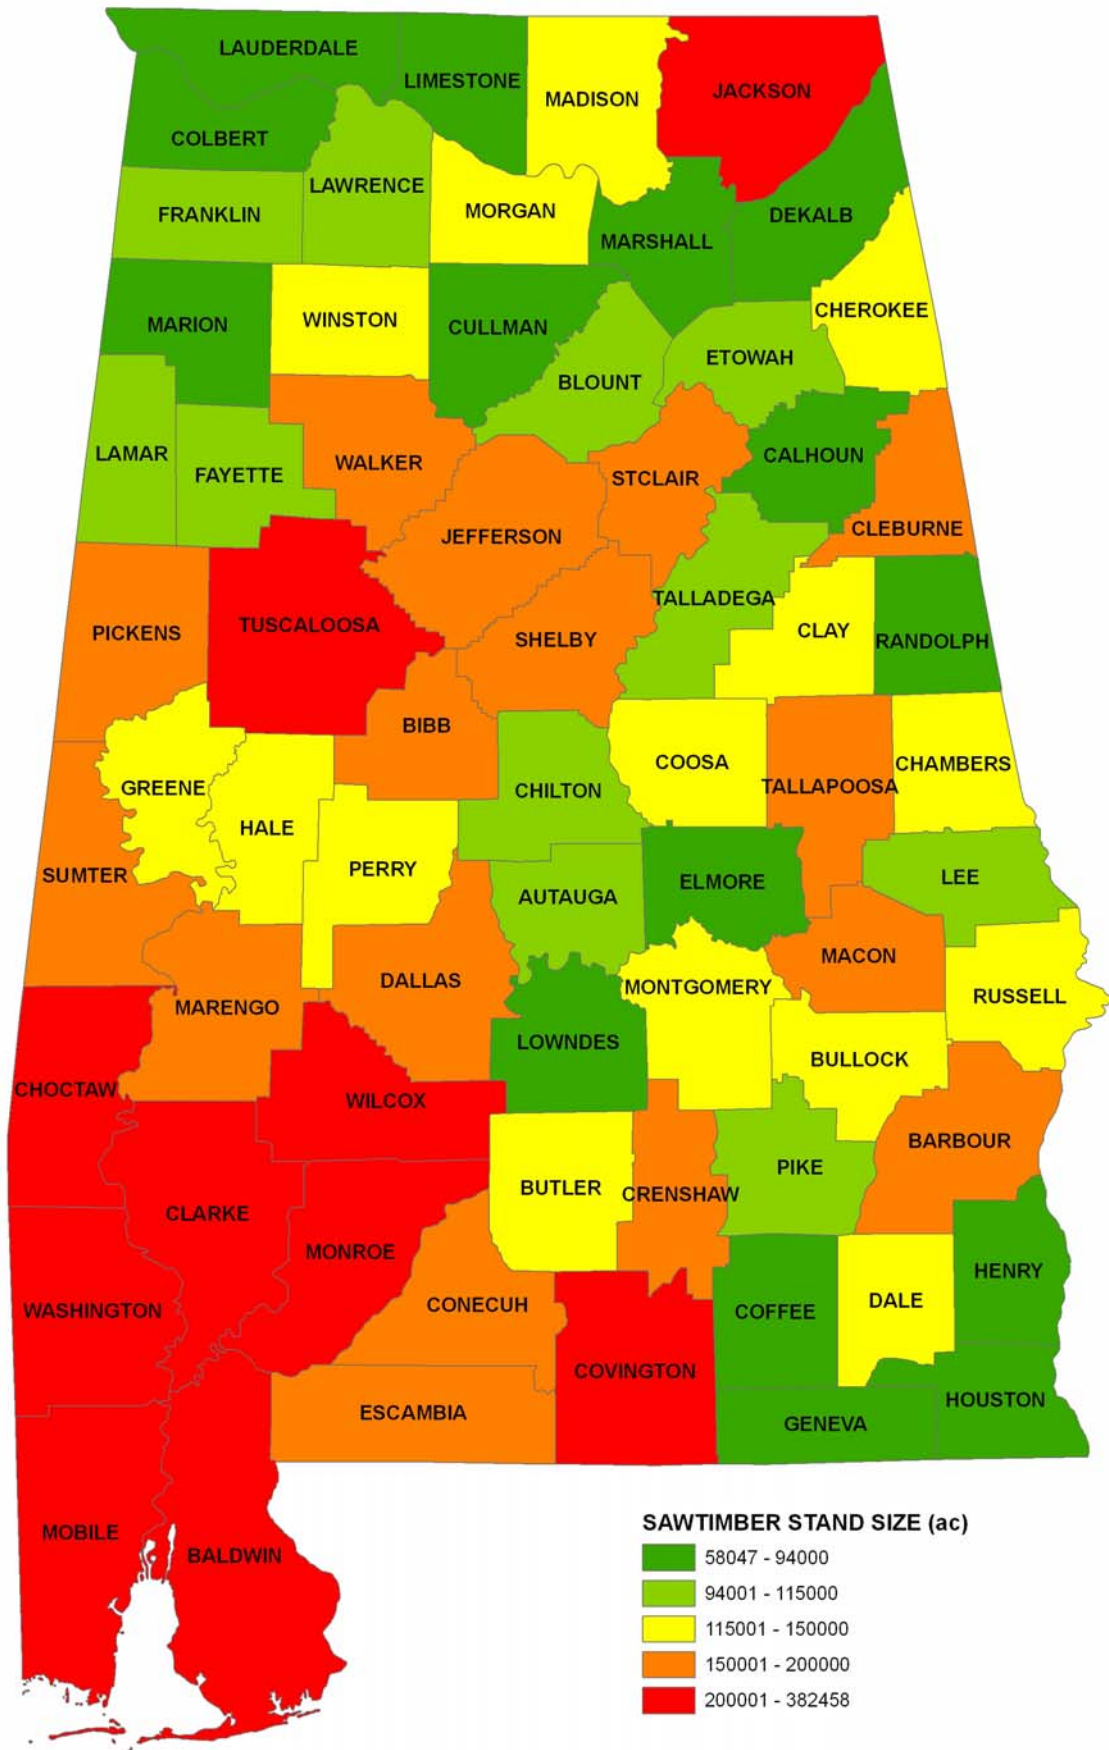 LAUDERDALE
LIMESTONE
MADISON
JACKSON
COLBERT
LAWRENCE
FRANKLIN
MORGAN
MARSHALL
DEKALB
MARION
WINSTON
CULLMAN
CHEROKEE
BLOUNT
ETOWAH
LAMAR
FAYETTE
WALKER
STCLAIR
CALHOUN
JEFFERSON
CLEBURNE
PICKENS
TUSCALOOSA
SHELBY
TALLADEGA
CLAY
RANDOLPH
BIBB
GREENE
HALE
CHILTON
COOSA
TALLAPOOSA
CHAMBERS
SUMTER
PERRY
AUTAUGA
ELMORE
LEE
MARENGO
DALLAS
MONTGOMERY
MACON
RUSSELL
CHOCTAW
WILCOX
LOWNDES
BULLOCK
BARBOUR
CLARKE
MONROE
BUTLER
CRENSHAW
PIKE
WASHINGTON
CONECUH
COVINGTON
COFFEE
DALE
HENRY
ESCAMBIA
GENEVA
HOUSTON
MOBILE
BALDWIN
SAWTIMBER STAND SIZE (ac)
58047 - 94000
94001 - 115000
115001 - 150000
150001 - 200000
200001 - 382458